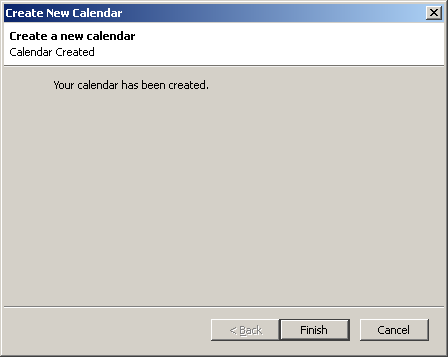 Create New Calendar
Create a new calendar
Calendar Created
Your calendar has been created.
< Back Finish Cancel